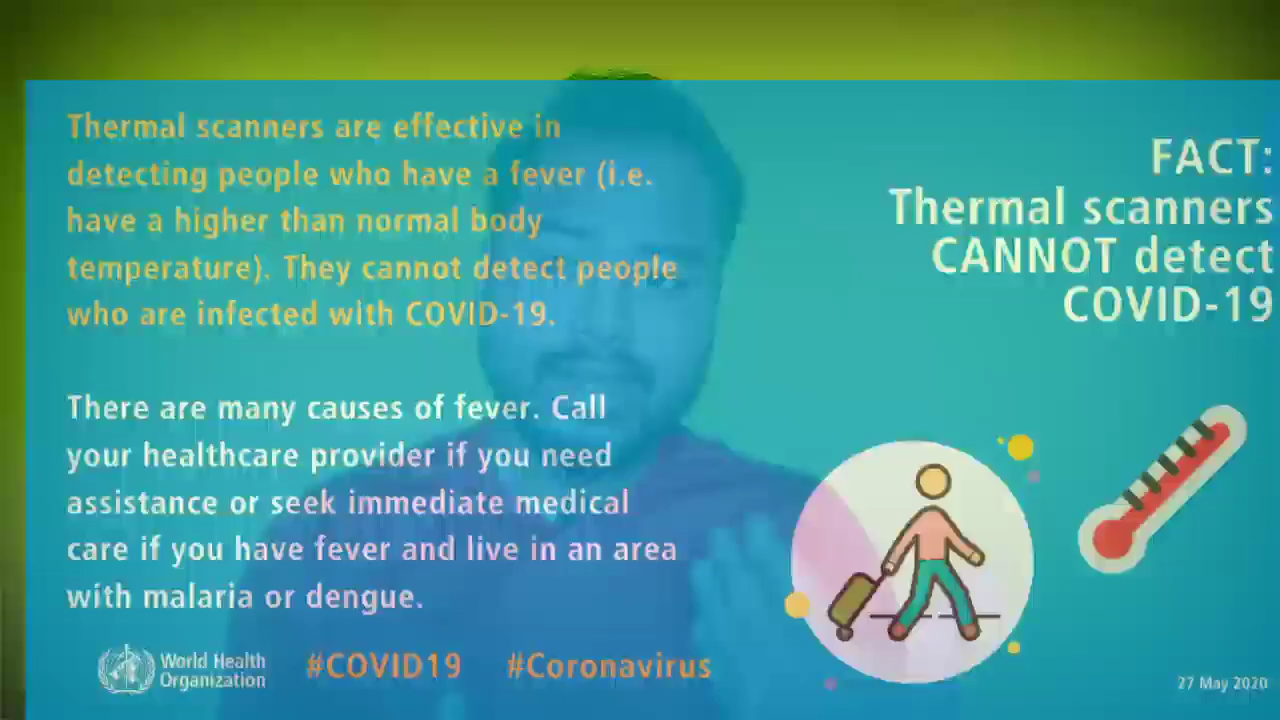 Thermal scanners are effective in
detecting people who have a fever (i.e.
have a higher than normal body
temperature). They cannot detect people
who are infected with COVID-19.
There are many causes of fever. Call
your healthcare provider if you need
assistance or seek immediate medical
care if you have fever and live in an area
with malaria or dengue.
FACT:
Thermal scanners
CANNOT detect
COVID-19
World Health
Organization
#COVID19 #Coronavirus
27 May 2020